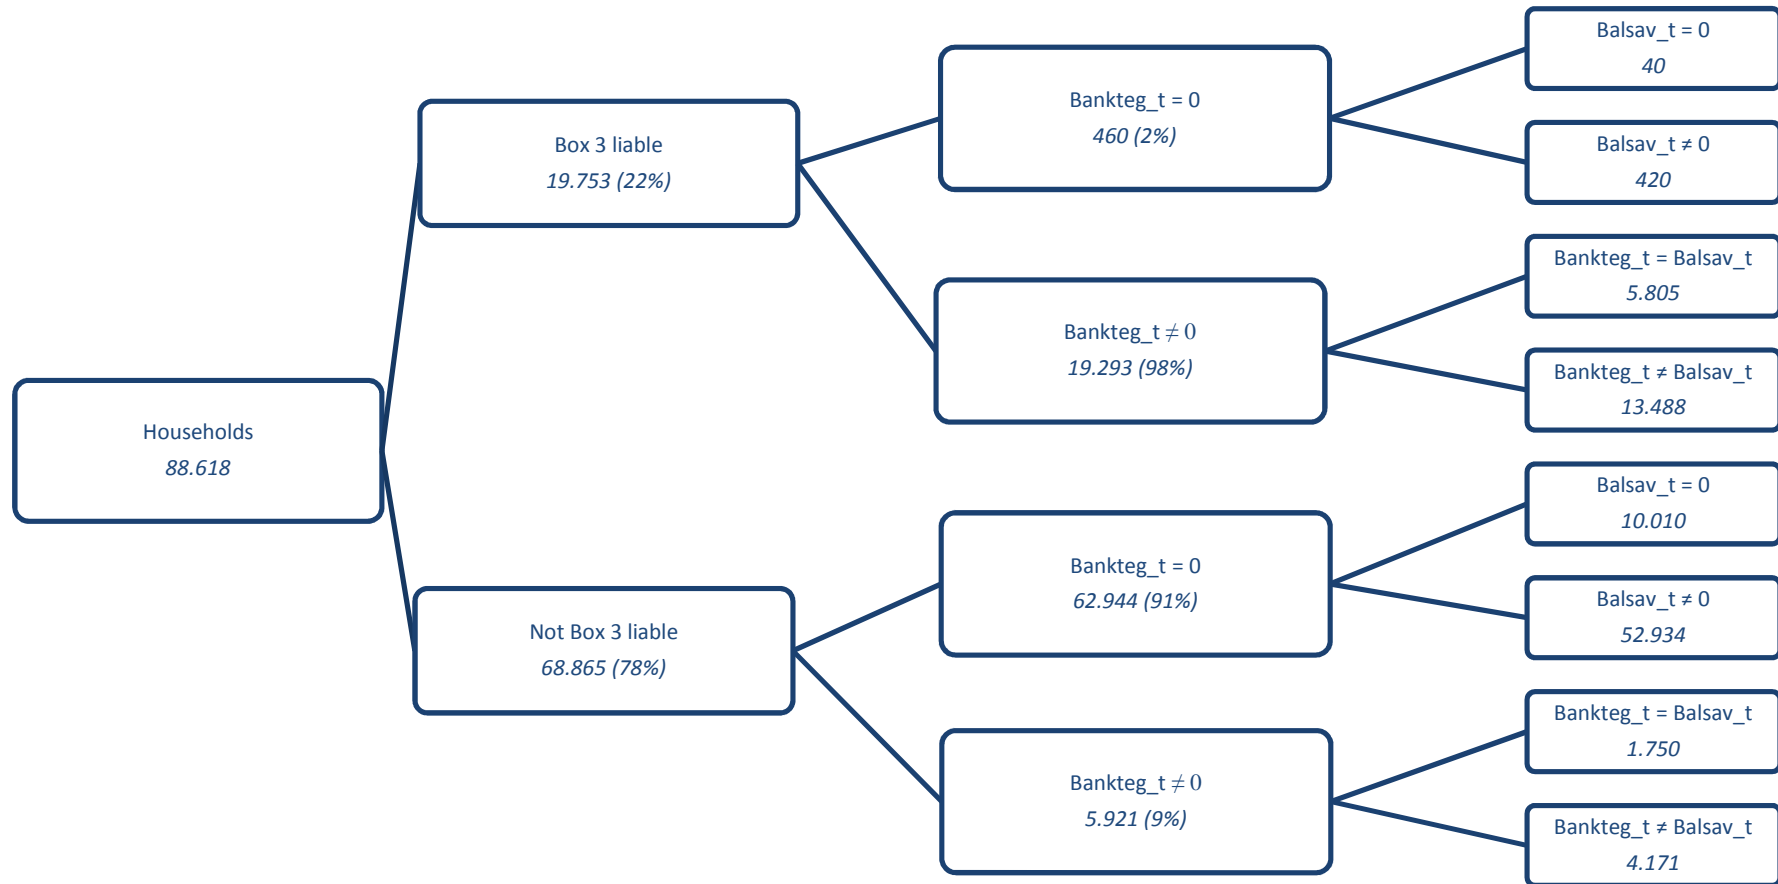 Households
88.618
Box 3 liable
19.753 (22%)
Not Box 3 liable
68.865 (78%)
Bankteg_t = 0
460 (2%)
Bankteg_t ≠ 0
19.293 (98%)
Bankteg_t = 0
62.944 (91%)
Bankteg_t ≠ 0
5.921 (9%)
Balsav_t = 0
40
Balsav_t ≠ 0
420
Bankteg_t = Balsav_t
5.805
Bankteg_t ≠ Balsav_t
13.488
Balsav_t = 0
10.010
Balsav_t ≠ 0
52.934
Bankteg_t = Balsav_t
1.750
Bankteg_t ≠ Balsav_t
4.171